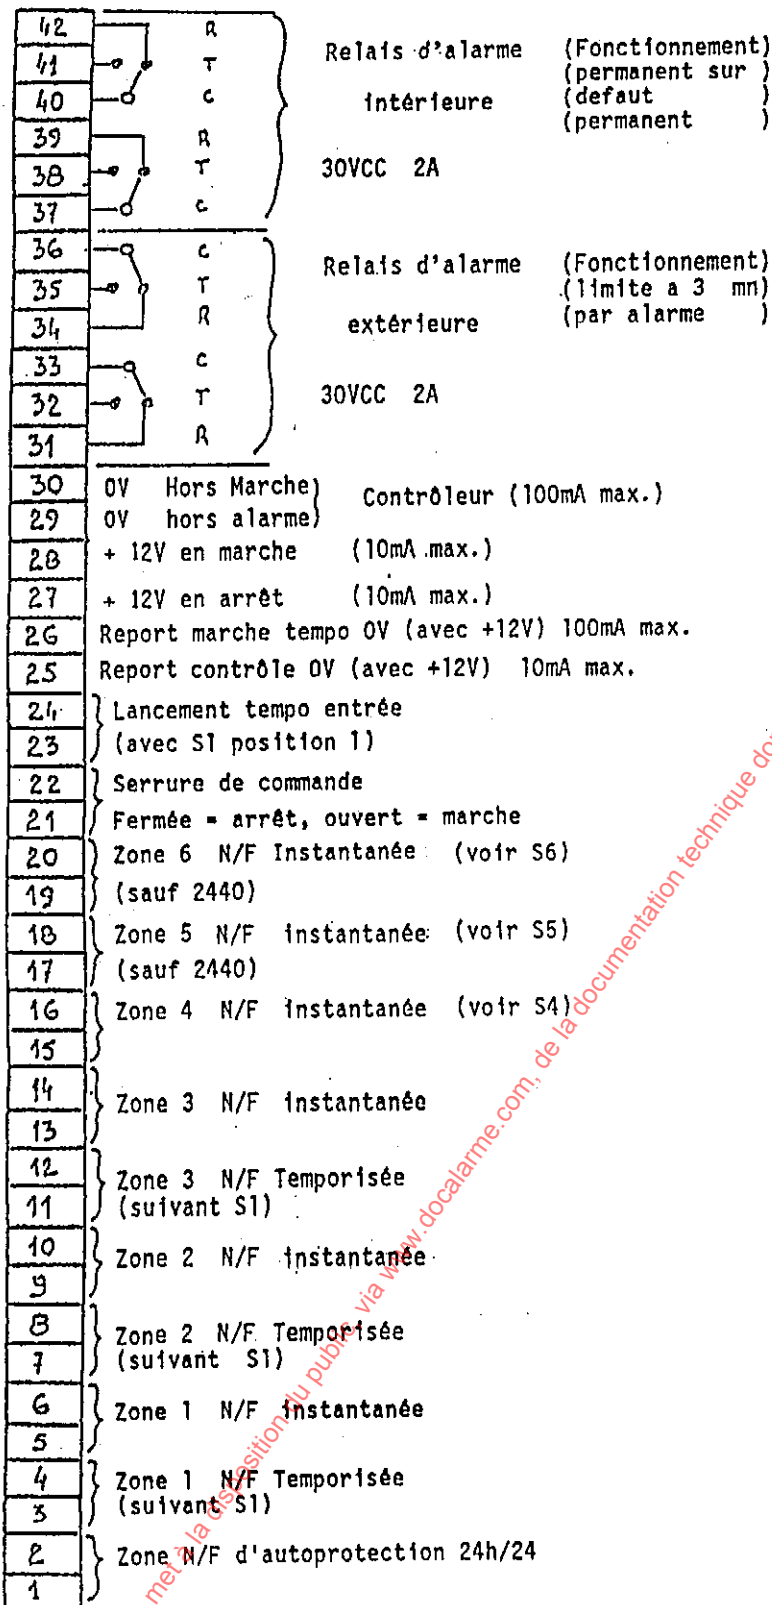 42 R
41 T Relais d'alarme (Fonctionnement)
(permanent sur )
40 C intérieure (defaut )
(permanent )
39 R
38 T 30VCC 2A
37 C
36 C Relais d'alarme (Fonctionnement)
35 T (limite a 3 mn)
34 R extérieure (par alarme )
33 C
32 T 30VCC 2A
31 R
30 0V Hors Marche) Contrôleur (100mA max.)
29 0V hors alarme)
28 + 12V en marche (10mA max.)
27 + 12V en arrêt (10mA max.)
26 Report marche tempo 0V (avec +12V) 100mA max.
25 Report contrôle 0V (avec +12V) 10mA max.
24 Lancement tempo entrée
23 (avec S1 position 1)
22 Serrure de commande
21 Fermée = arrêt, ouvert = marche
20 Zone 6 N/F Instantanée (voir S6)
19 (sauf 2440)
18 Zone 5 N/F instantanée (voir S5)
17 (sauf 2440)
16 Zone 4 N/F instantanée (voir S4)
15
14 Zone 3 N/F instantanée
13
12 Zone 3 N/F Temporisée
11 (suivant S1)
10 Zone 2 N/F instantanée
9
8 Zone 2 N/F Temporisée
7 (suivant S1)
6 Zone 1 N/F instantanée
5
4 Zone 1 N/F Temporisée
3 (suivant S1)
2 Zone N/F d'autoprotection 24h/24
1
met à la disposition du public, via www.docalarme.com, de la documentation technique